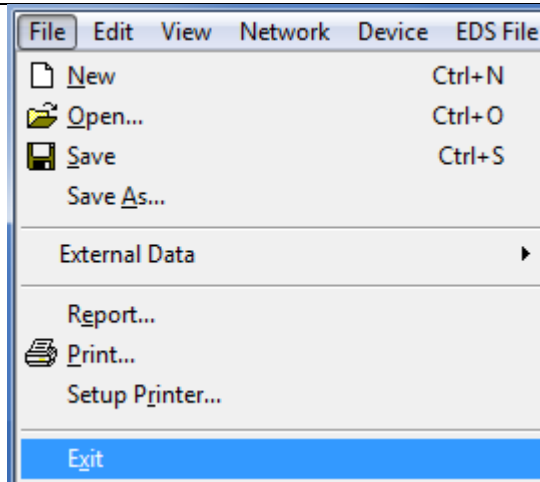 File Edit View Network Device EDS File
New Ctrl+N
Open... Ctrl+O
Save Ctrl+S
Save As...
External Data
Report...
Print...
Setup Printer...
Exit